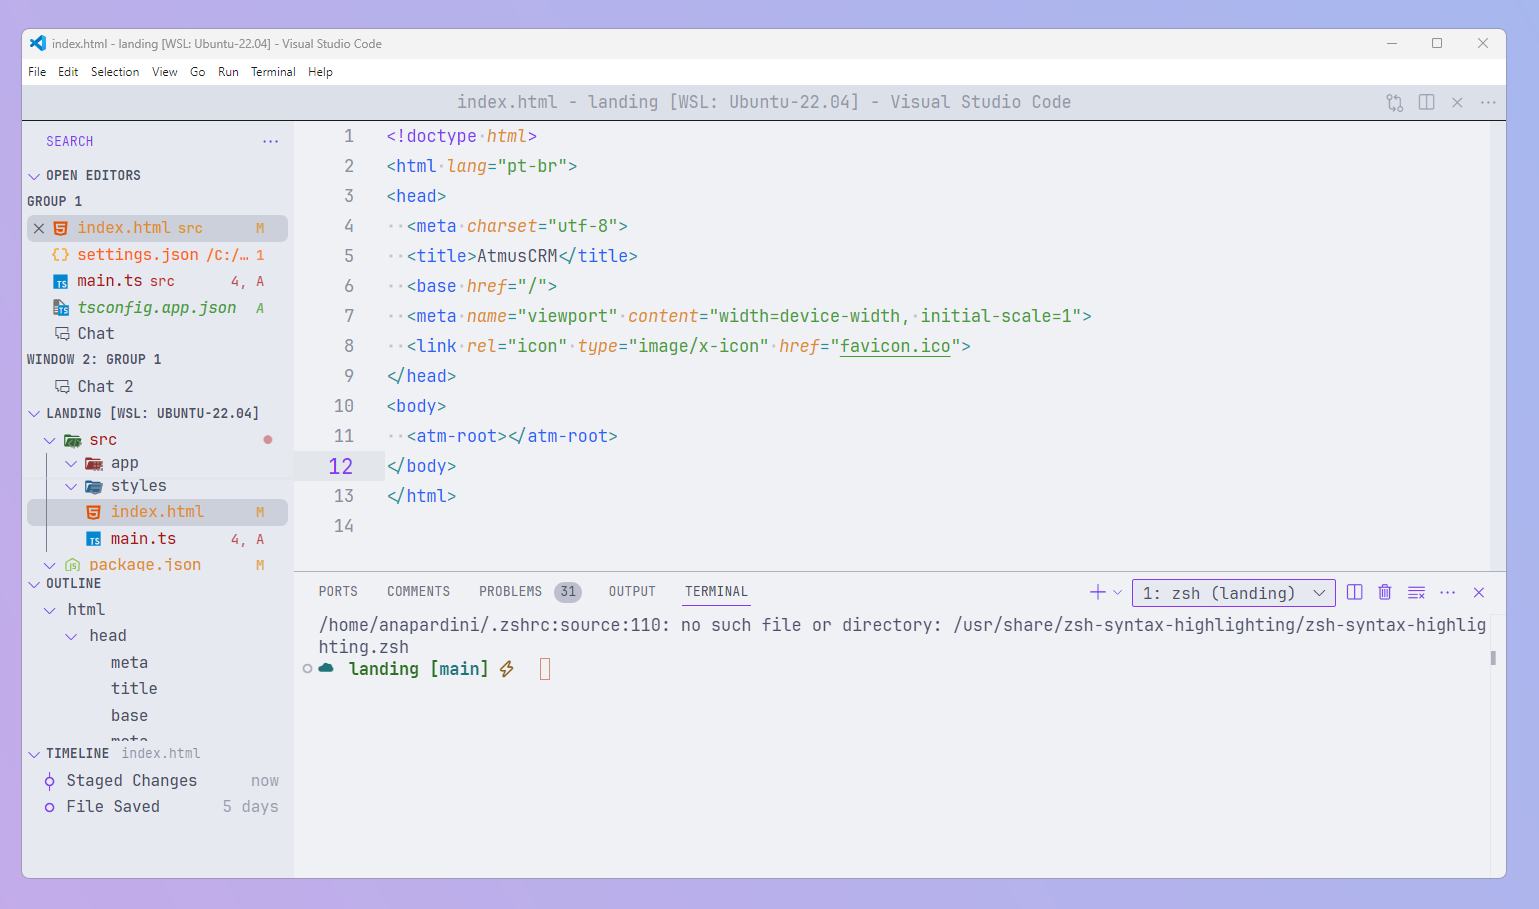 index.html - landing [WSL: Ubuntu-22.04] - Visual Studio Code
File Edit Selection View Go Run Terminal Help
index.html - landing [WSL: Ubuntu-22.04] - Visual Studio Code
SEARCH
OPEN EDITORS
GROUP 1
index.html src M
settings.json /C:/… 1
main.ts src 4, A
tsconfig.app.json A
Chat
WINDOW 2: GROUP 1
Chat 2
LANDING [WSL: UBUNTU-22.04]
src
app
styles
index.html M
main.ts 4, A
package.json M
OUTLINE
html
head
meta
title
base
meta
TIMELINE index.html
Staged Changes now
File Saved 5 days
1 <!doctype html>
2 <html lang="pt-br">
3 <head>
4 <meta charset="utf-8">
5 <title>AtmusCRM</title>
6 <base href="/">
7 <meta name="viewport" content="width=device-width, initial-scale=1">
8 <link rel="icon" type="image/x-icon" href="favicon.ico">
9 </head>
10 <body>
11 <atm-root></atm-root>
12 </body>
13 </html>
14
PORTS COMMENTS PROBLEMS 31 OUTPUT TERMINAL 1: zsh (landing)
/home/anapardini/.zshrc:source:110: no such file or directory: /usr/share/zsh-syntax-highlighting/zsh-syntax-highlig
hting.zsh
landing [main]